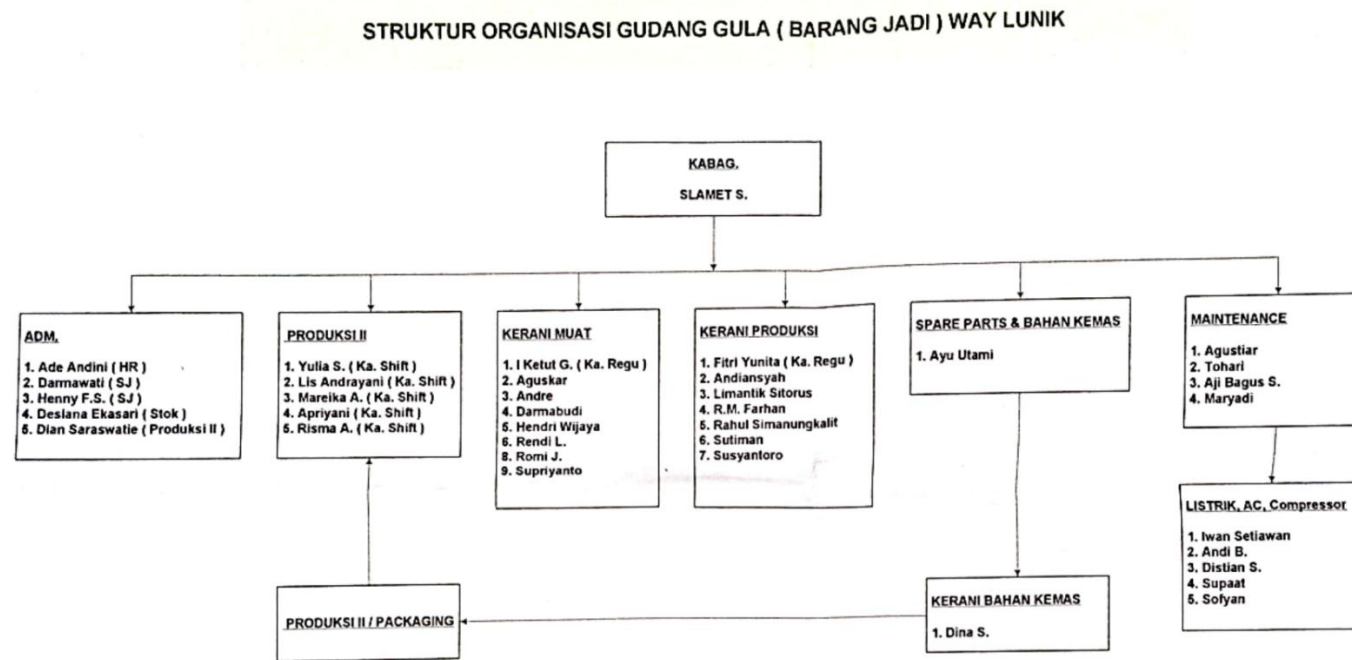 STRUKTUR ORGANISASI GUDANG GULA ( BARANG JADI ) WAY LUNIK
KABAG.
SLAMET S.
ADM.
1. Ade Andini ( HR )
2. Darmawati ( SJ )
3. Henny F.S. ( SJ )
4. Desiana Ekasari ( Stok )
5. Dian Saraswatie ( Produksi II )
PRODUKSI II
1. Yulia S. ( Ka. Shift )
2. Lis Andrayani ( Ka. Shift )
3. Mareika A. ( Ka. Shift )
4. Apriyani ( Ka. Shift )
5. Risma A. ( Ka. Shift )
KERANI MUAT
1. I Ketut G. ( Ka. Regu )
2. Aguskar
3. Andre
4. Darmabudi
5. Hendri Wijaya
6. Rendi L.
8. Romi J.
9. Supriyanto
KERANI PRODUKSI
1. Fitri Yunita ( Ka. Regu )
2. Andiansyah
3. Limantik Sitorus
4. R.M. Farhan
5. Rahul Simanungkalit
6. Sutiman
7. Susyantoro
SPARE PARTS & BAHAN KEMAS
1. Ayu Utami
MAINTENANCE
1. Agustiar
2. Tohari
3. Aji Bagus S.
4. Maryadi
LISTRIK, AC, Compressor
1. Iwan Setiawan
2. Andi B.
3. Distian S.
4. Supaat
5. Sofyan
PRODUKSI II / PACKAGING
KERANI BAHAN KEMAS
1. Dina S.